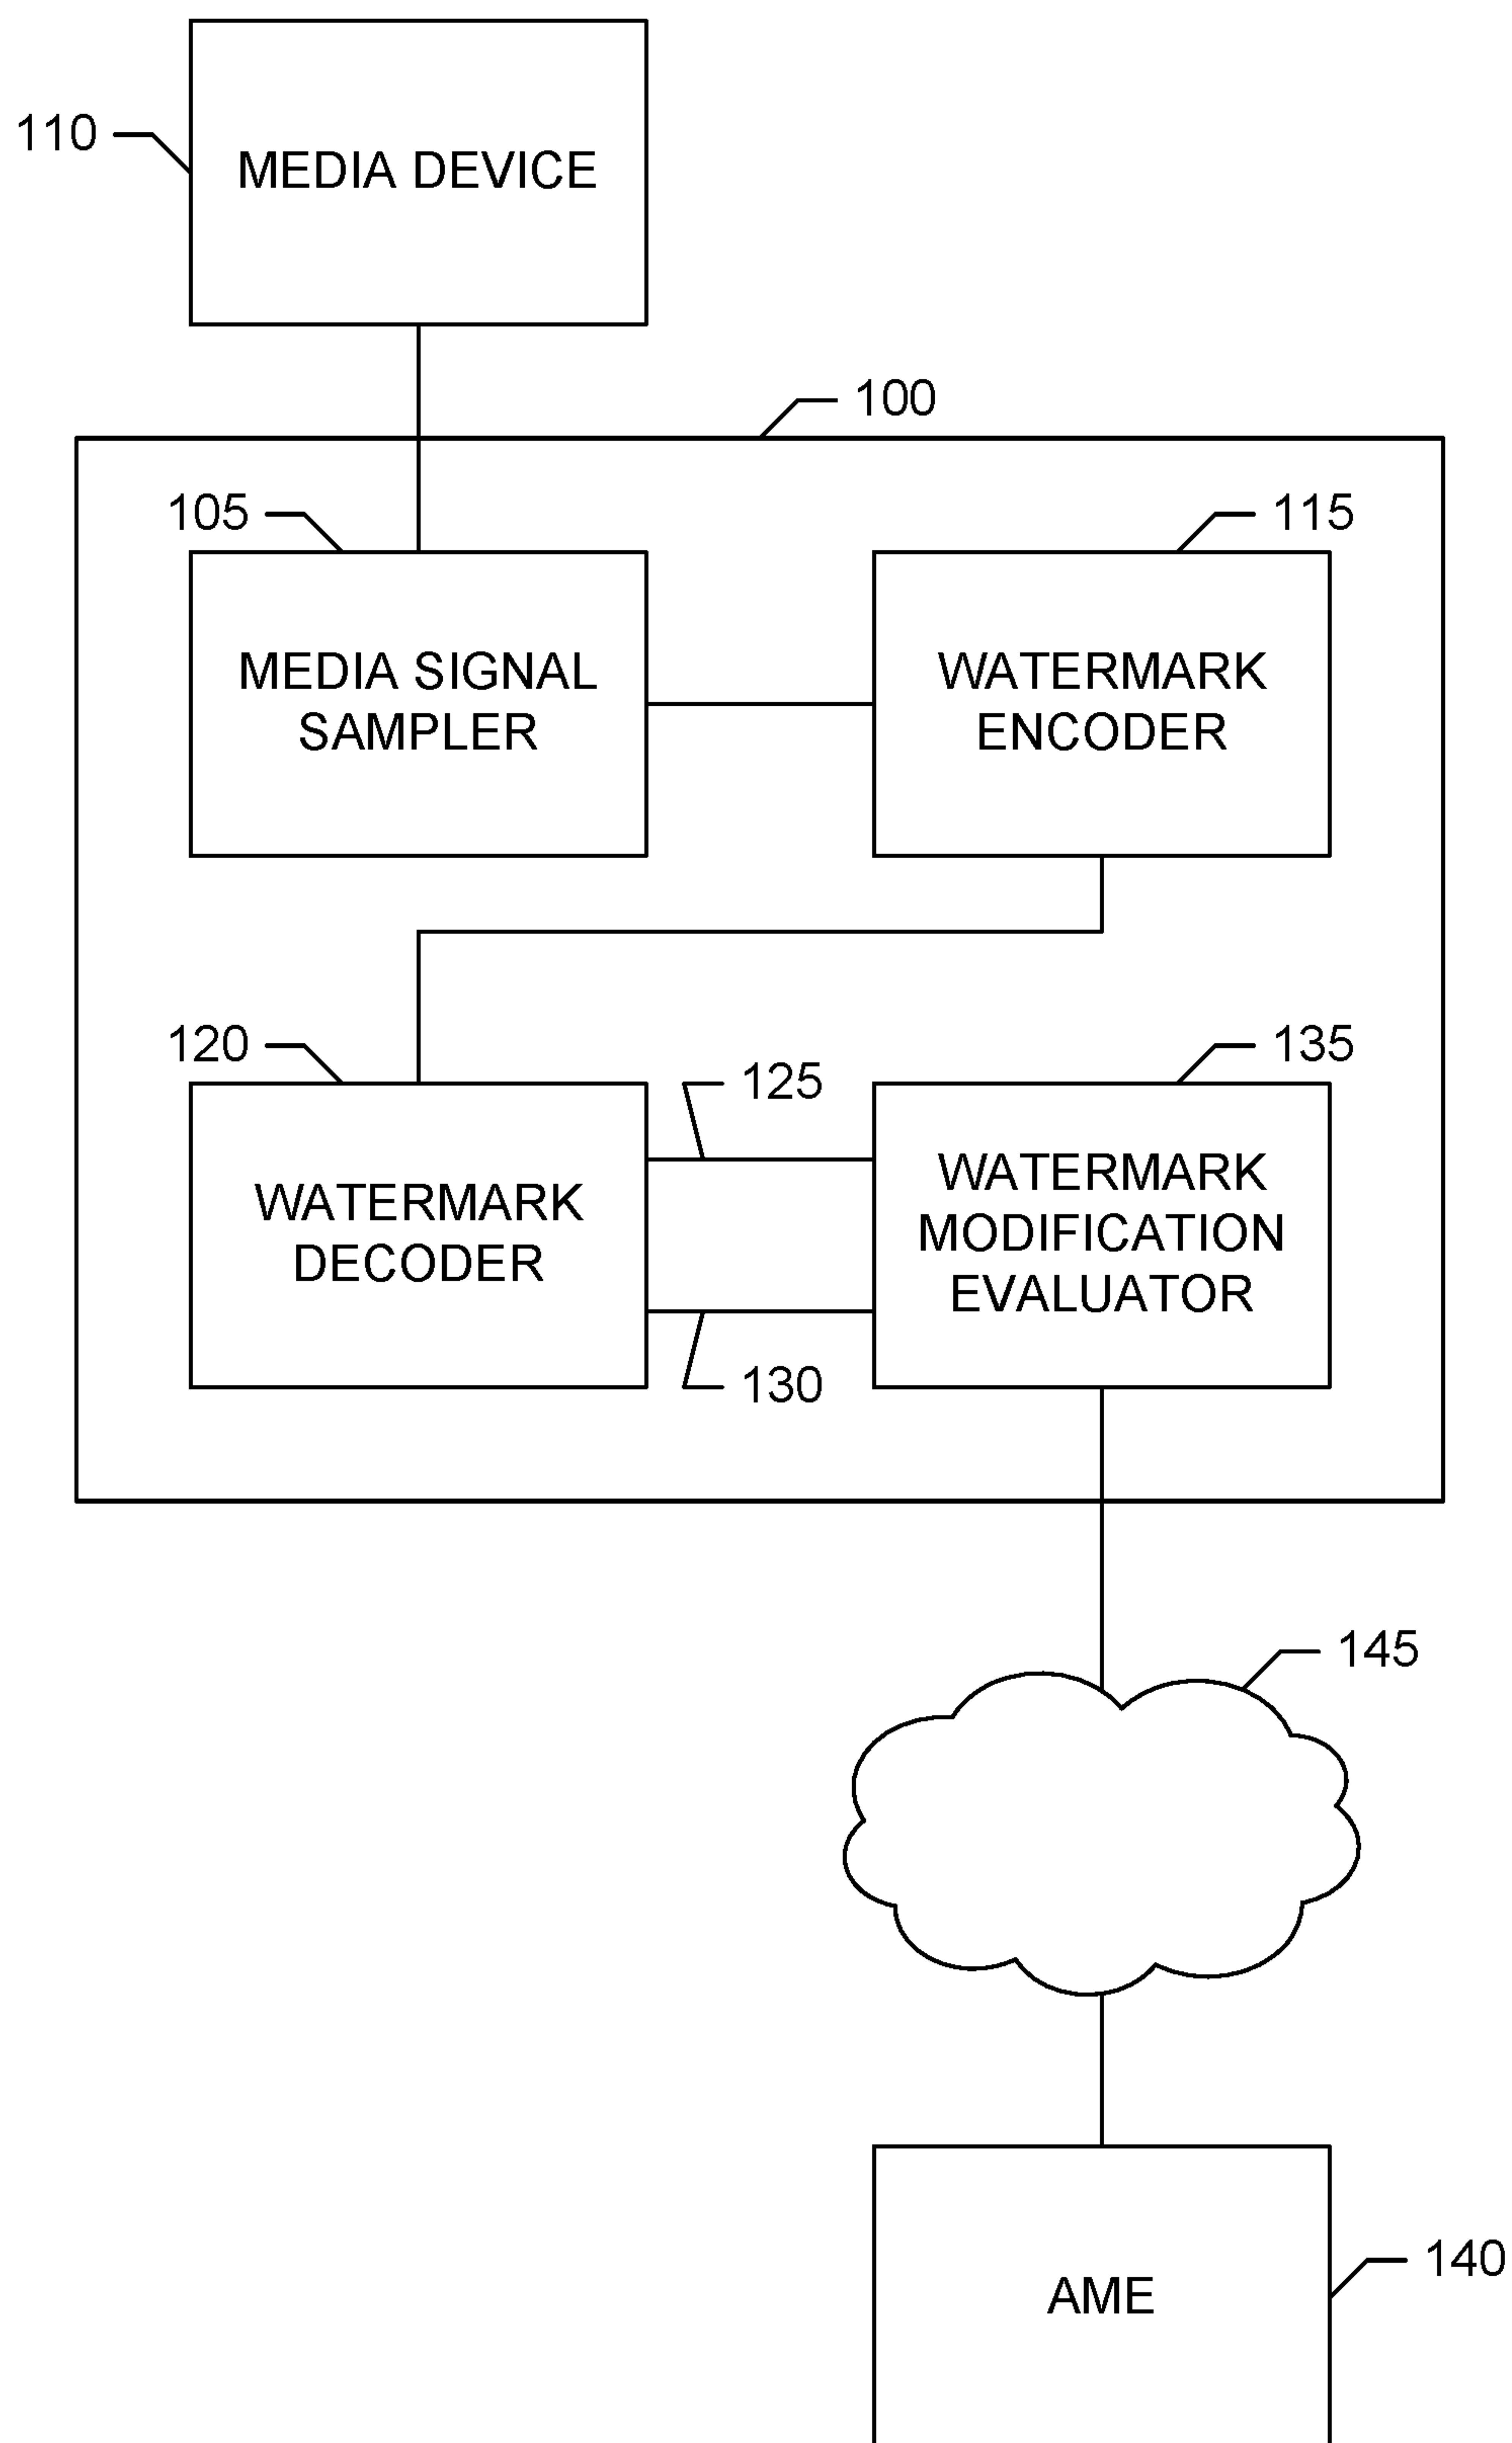 110
MEDIA DEVICE
100
105
115
MEDIA SIGNAL
SAMPLER
WATERMARK
ENCODER
120
125
135
WATERMARK
DECODER
WATERMARK
MODIFICATION
EVALUATOR
130
145
140
AME